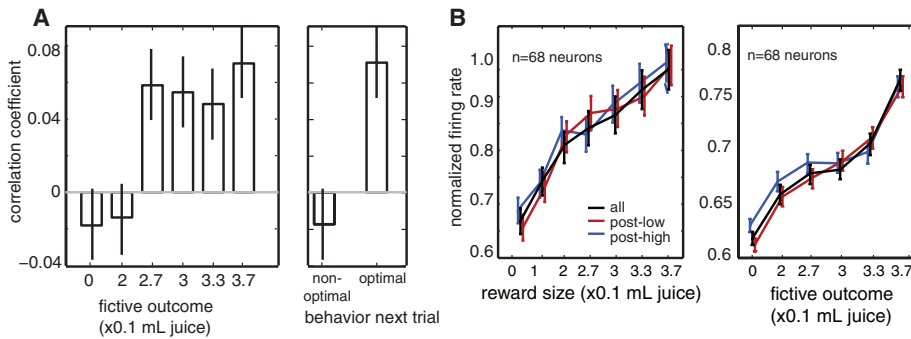 A
correlation coefficient
0.08
0.04
0
−0.04
0 2 2.7 3 3.3 3.7
fictive outcome
(x0.1 mL juice)
non-
optimal
optimal
behavior next trial
B
normalized firing rate
1.0
0.9
0.8
0.7
0.6
n=68 neurons
all
post-low
post-high
0 1 2 2.7 3 3.3 3.7
reward size (x0.1 mL juice)
0.8
0.75
0.7
0.65
0.6
n=68 neurons
0 2 2.7 3 3.3 3.7
fictive outcome
(x0.1 mL juice)